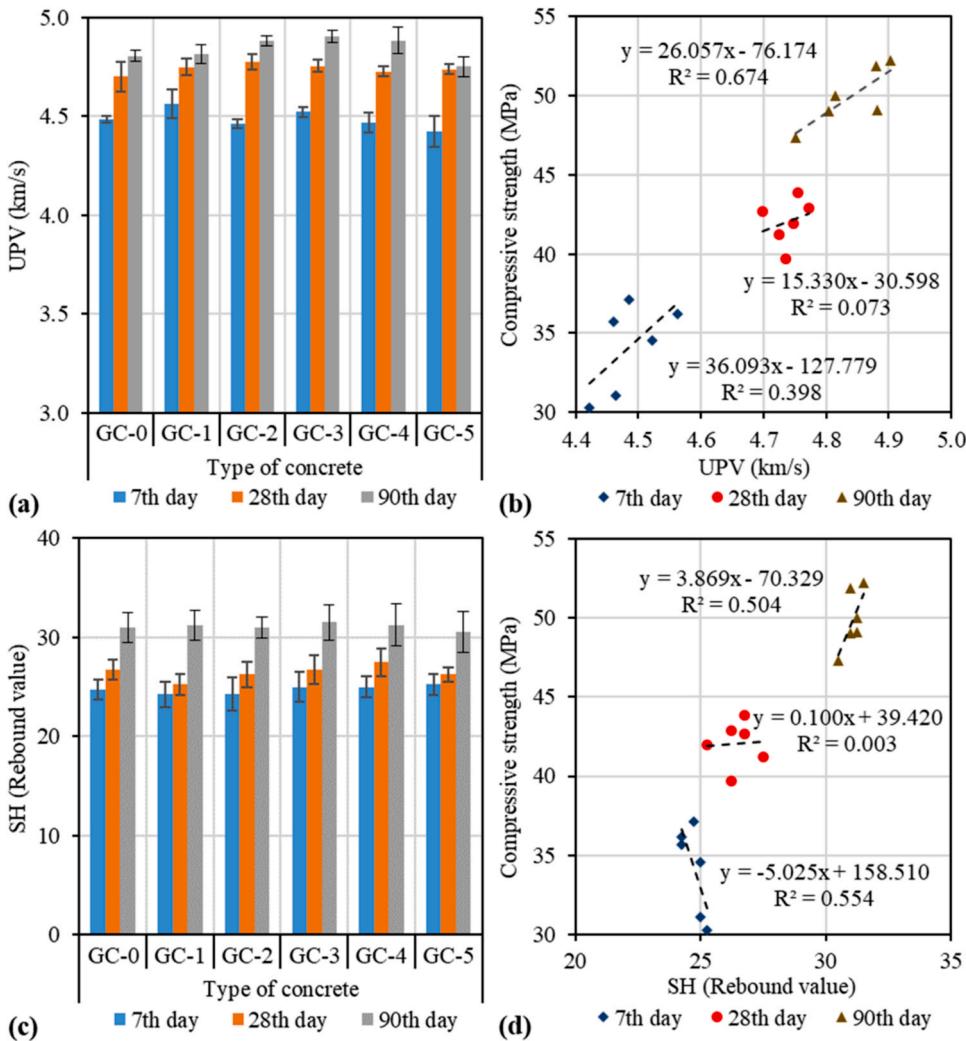 5.0
4.5
4.0
3.5
3.0
UPV (km/s)
GC-0 GC-1 GC-2 GC-3 GC-4 GC-5
Type of concrete
(a)
7th day 28th day 90th day
55
50
45
40
35
30
Compressive strength (MPa)
y = 26.057x - 76.174
R² = 0.674
y = 15.330x - 30.598
R² = 0.073
y = 36.093x - 127.779
R² = 0.398
4.4 4.5 4.6 4.7 4.8 4.9 5.0
UPV (km/s)
(b)
7th day 28th day 90th day
40
30
20
10
0
SH (Rebound value)
GC-0 GC-1 GC-2 GC-3 GC-4 GC-5
Type of concrete
(c)
7th day 28th day 90th day
55
50
45
40
35
30
Compressive strength (MPa)
y = 3.869x - 70.329
R² = 0.504
y = 0.100x + 39.420
R² = 0.003
y = -5.025x + 158.510
R² = 0.554
20 25 30 35
SH (Rebound value)
(d)
7th day 28th day 90th day